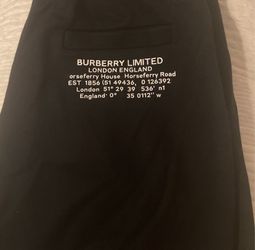 BURBERRY LIMITED
LONDON ENGLAND
orseferry House Horseferry Road
EST 1856 (51 49436, 0 126392
London 51° 29 39 536' n1
England' 0° 35 0112" w